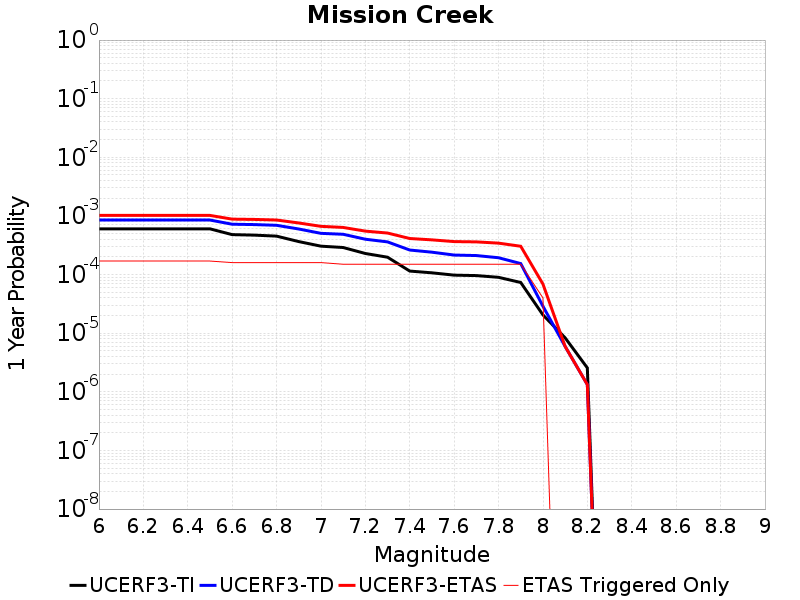 Mission Creek
10^0
10^-1
10^-2
10^-3
10^-4
10^-5
10^-6
10^-7
10^-8
1 Year Probability
6 6.2 6.4 6.6 6.8 7 7.2 7.4 7.6 7.8 8 8.2 8.4 8.6 8.8 9
Magnitude
UCERF3-TI UCERF3-TD UCERF3-ETAS ETAS Triggered Only